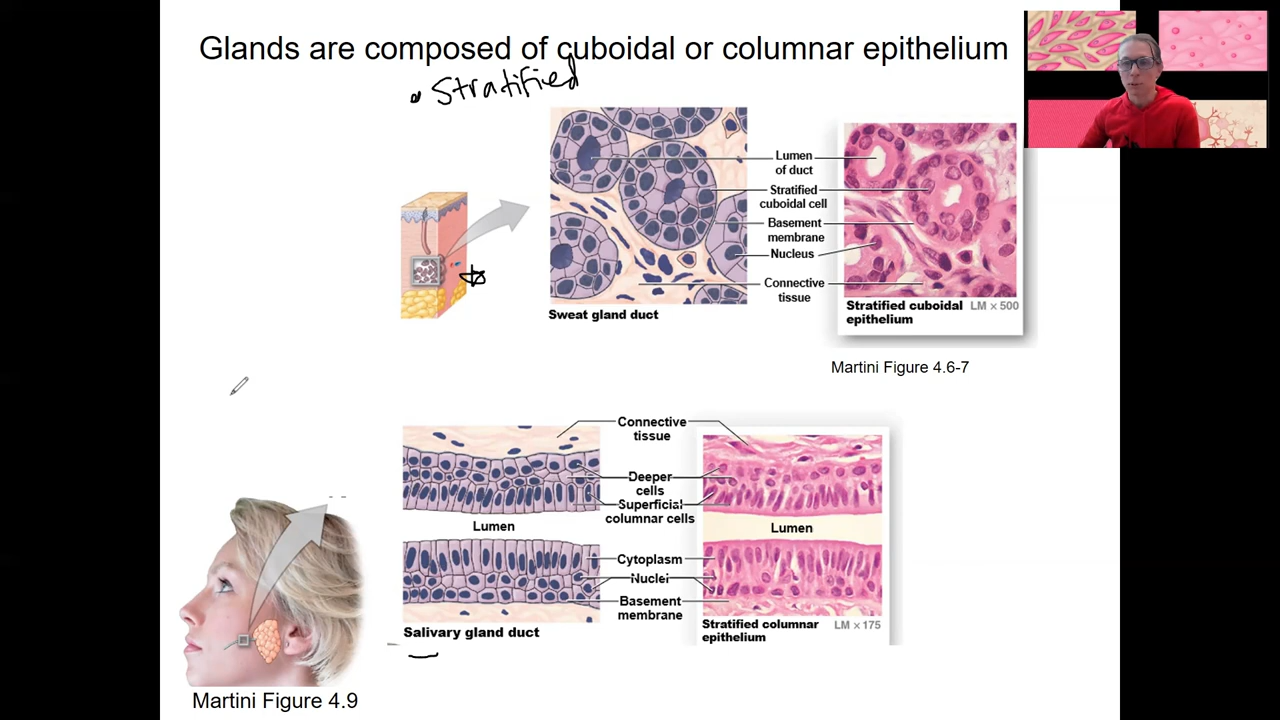 Glands are composed of cuboidal or columnar epithelium
• Stratified
Lumen
of duct
Stratified
cuboidal cell
Basement
membrane
Nucleus
Connective
tissue
Sweat gland duct
Stratified cuboidal LM × 500
epithelium
Martini Figure 4.6-7
Connective
tissue
Deeper
cells
Superficial
columnar cells
Lumen
Lumen
Cytoplasm
Nuclei
Basement
membrane
Salivary gland duct
Stratified columnar LM × 175
epithelium
Martini Figure 4.9